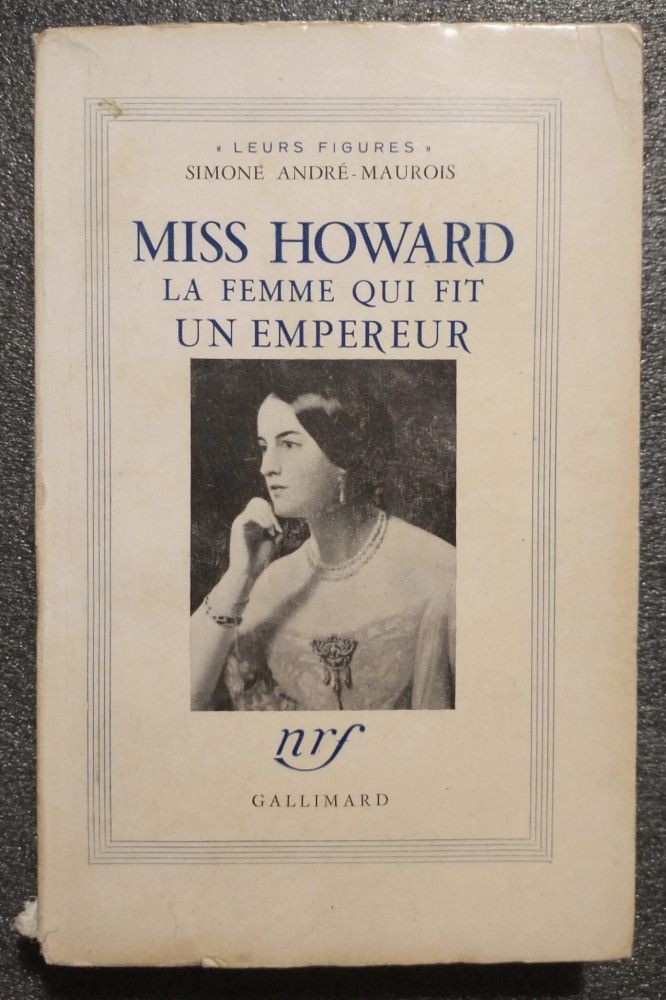 « LEURS FIGURES »
SIMONE ANDRÉ-MAUROIS
MISS HOWARD
LA FEMME QUI FIT
UN EMPEREUR
nrf
GALLIMARD